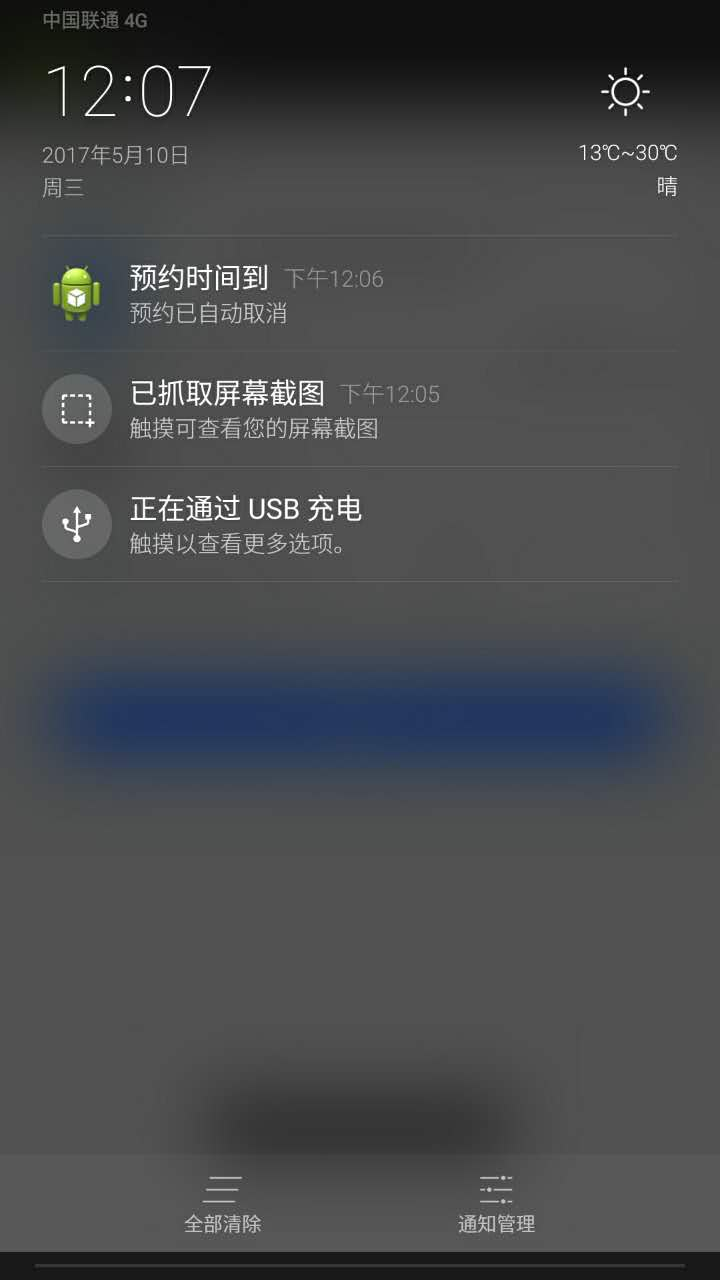 中国联通 4G
12:07
2017年5月10日
13℃~30℃
周三
晴
预约时间到 下午12:06
预约已自动取消
已抓取屏幕截图 下午12:05
触摸可查看您的屏幕截图
正在通过 USB 充电
触摸以查看更多选项。
全部清除
通知管理